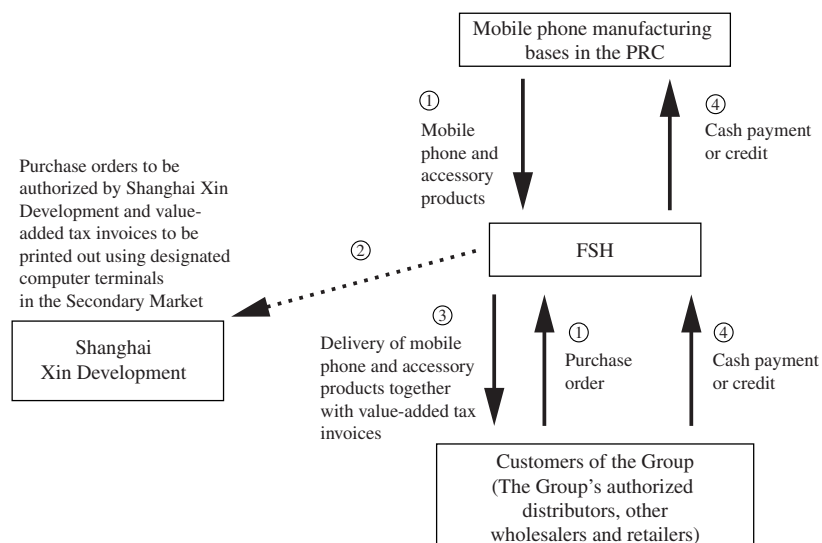 Mobile phone manufacturing
bases in the PRC
①
Mobile
phone and
accessory
products
④
Cash payment
or credit
Purchase orders to be
authorized by Shanghai Xin
Development and value-
added tax invoices to be
printed out using designated
computer terminals
in the Secondary Market
②
FSH
Shanghai
Xin Development
③
Delivery of mobile
phone and accessory
products together
with value-added tax
invoices
①
Purchase
order
④
Cash payment
or credit
Customers of the Group
(The Group's authorized
distributors, other
wholesalers and retailers)